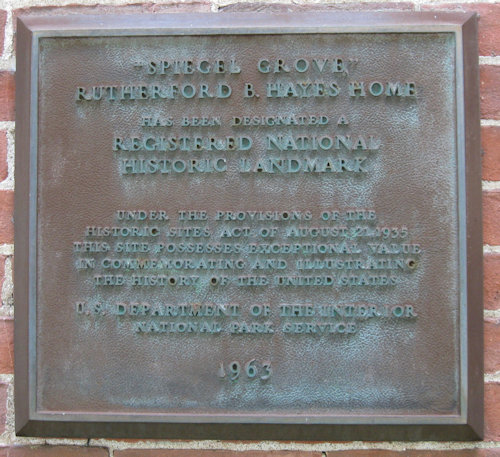 "SPIEGEL GROVE"
RUTHERFORD B. HAYES HOME
HAS BEEN DESIGNATED A
REGISTERED NATIONAL
HISTORIC LANDMARK
UNDER THE PROVISIONS OF THE
HISTORIC SITES ACT OF AUGUST 21, 1935
THIS SITE POSSESSES EXCEPTIONAL VALUE
IN COMMEMORATING AND ILLUSTRATING
THE HISTORY OF THE UNITED STATES
U.S. DEPARTMENT OF THE INTERIOR
NATIONAL PARK SERVICE
1963